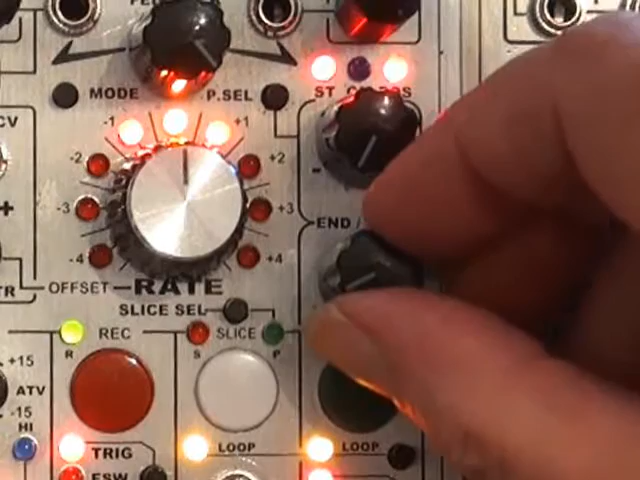 MODE
P.SEL
ST
CV
-1
+1
-2
+2
-3
+3
-4
+4
+
END /
OFFSET
RATE
SLICE SEL
REC
SLICE
R
S
P
+15
ATV
-15
HI
TRIG
LOOP
LOOP